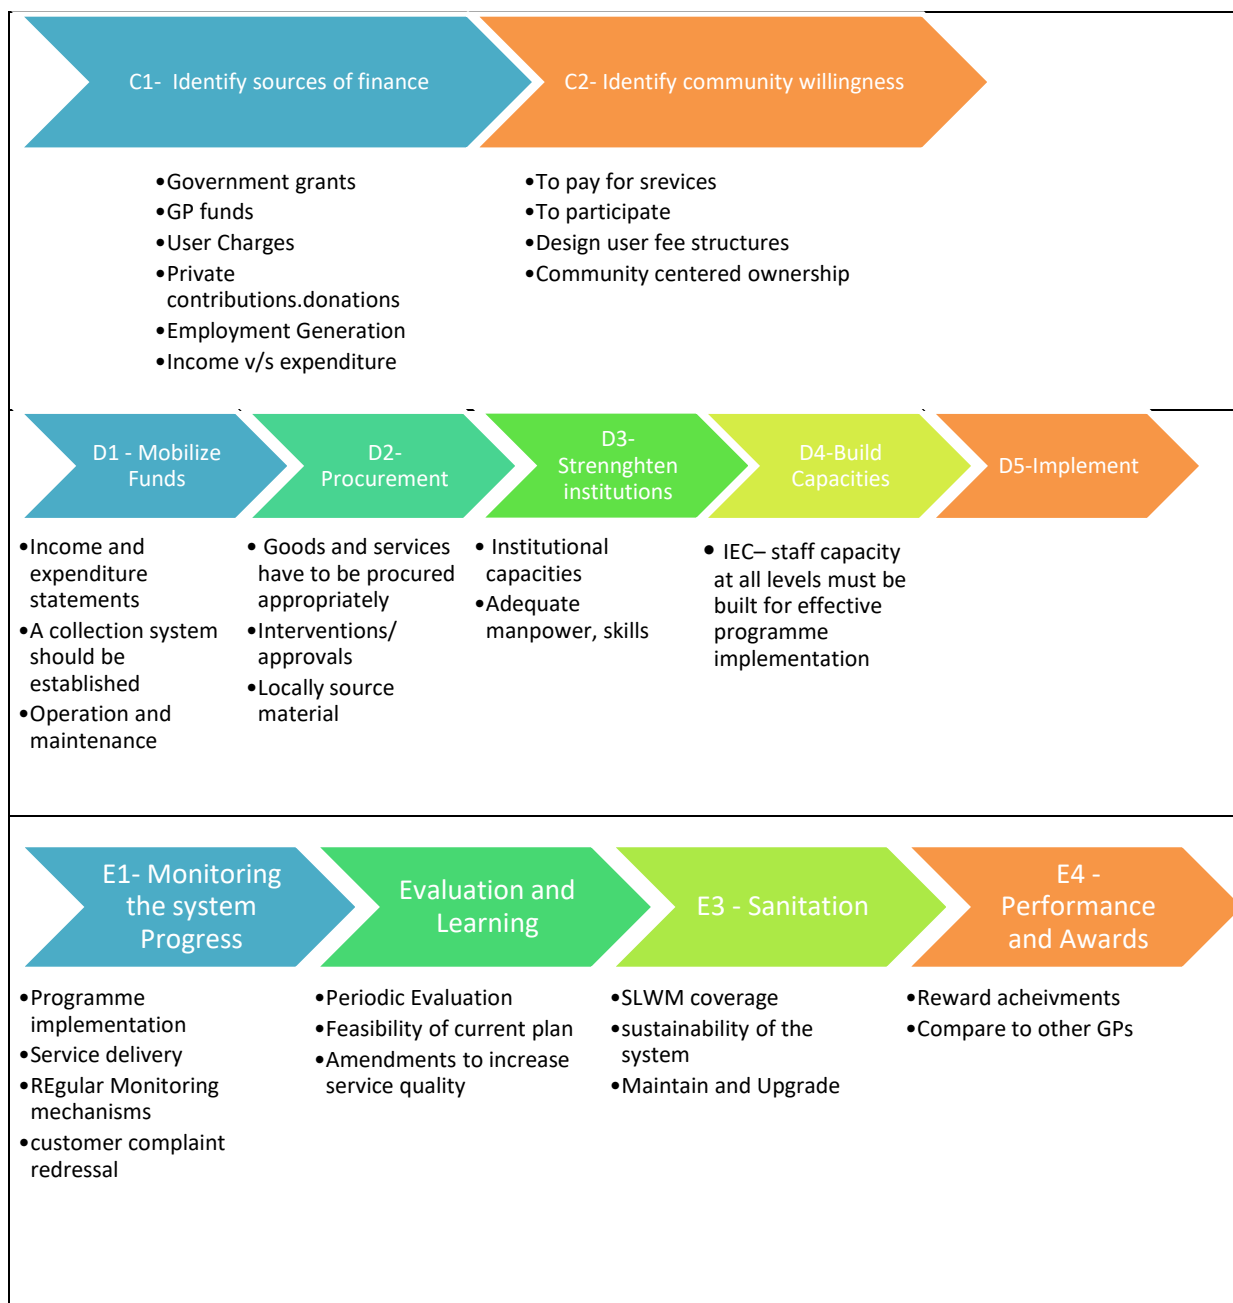 C1- Identify sources of finance
C2- Identify community willingness
•Government grants
•GP funds
•User Charges
•Private
contributions.donations
•Employment Generation
•Income v/s expenditure
•To pay for srevices
•To participate
•Design user fee structures
•Community centered ownership
D1 - Mobilize
Funds
D2-
Procurement
D3-
Strennghten
institutions
D4-Build
Capacities
D5-Implement
•Income and
expenditure
statements
•A collection system
should be
established
•Operation and
maintenance
• Goods and services
have to be procured
appropriately
•Interventions/
approvals
•Locally source
material
• Institutional
capacities
•Adequate
manpower, skills
• IEC– staff capacity
at all levels must be
built for effective
programme
implementation
E1- Monitoring
the system
Progress
Evaluation and
Learning
E3 - Sanitation
E4 -
Performance
and Awards
•Programme
implementation
•Service delivery
•REgular Monitoring
mechanisms
•customer complaint
redressal
•Periodic Evaluation
•Feasibility of current plan
•Amendments to increase
service quality
•SLWM coverage
•sustainability of the
system
•Maintain and Upgrade
•Reward acheivments
•Compare to other GPs